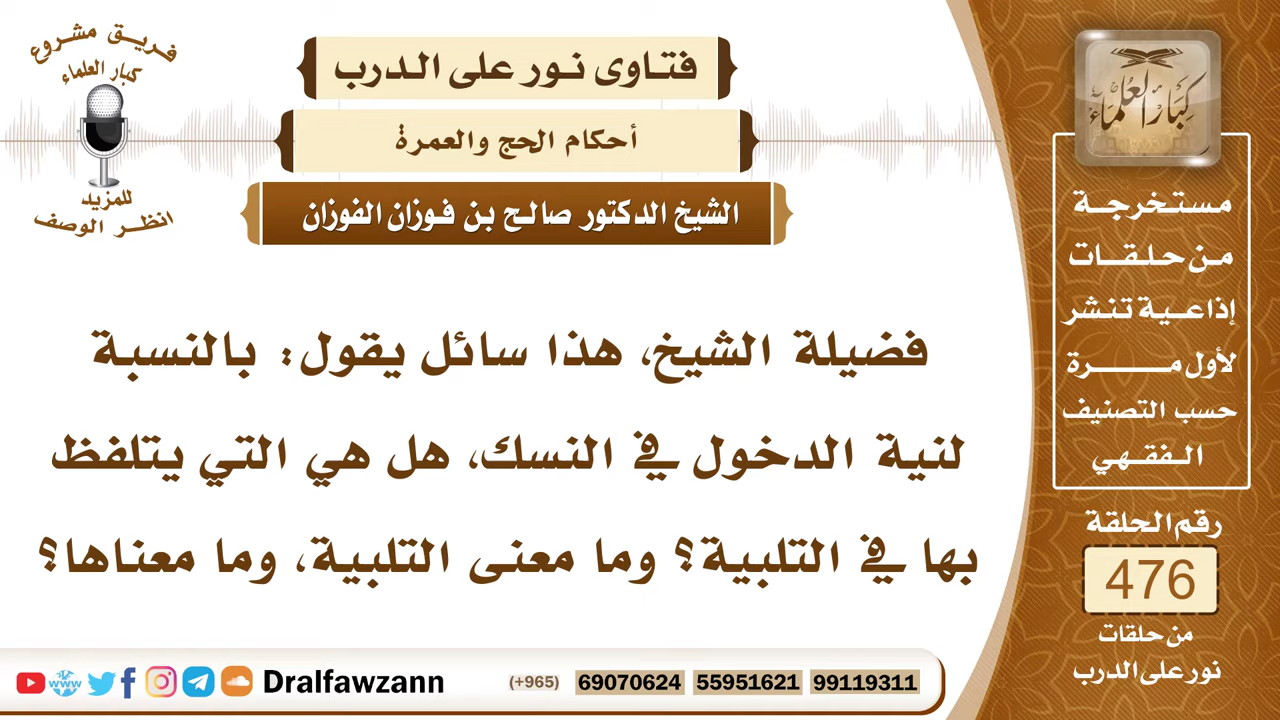 فريق مشروع
كبار العلماء
للمزيد
انظر الوصف
فتاوى نور على الدرب
أحكام الحج والعمرة
الشيخ الدكتور صالح بن فوزان الفوزان
فضيلة الشيخ، هذا سائل يقول: بالنسبة
لنية الدخول في النسك، هل هي التي يتلفظ
بها في التلبية؟ وما معنى التلبية، وما معناها؟
كبار العلماء
مستخرجة
من حلقات
إذاعية تنشر
لأول مرة
حسب التصنيف
الفقهي
رقم الحلقة
476
من حلقات
نور على الدرب
www
Dralfawzann
(+965) 69070624 55951621 99119311